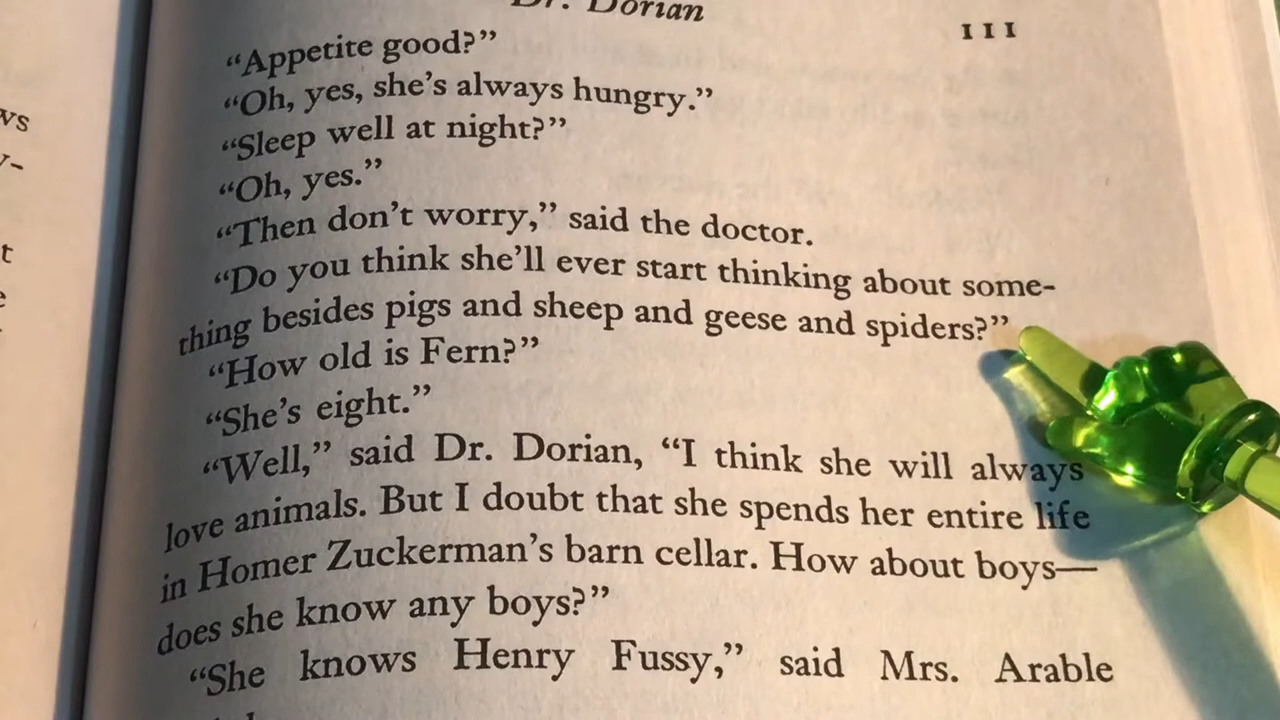 Dr. Dorian
III
“Appetite good?”
“Oh, yes, she’s always hungry.”
“Sleep well at night?”
“Oh, yes.”
“Then don’t worry,” said the doctor.
“Do you think she’ll ever start thinking about some-
thing besides pigs and sheep and geese and spiders?”
“How old is Fern?”
“She’s eight.”
“Well,” said Dr. Dorian, “I think she will always
love animals. But I doubt that she spends her entire life
in Homer Zuckerman’s barn cellar. How about boys—
does she know any boys?”
“She knows Henry Fussy,” said Mrs. Arable